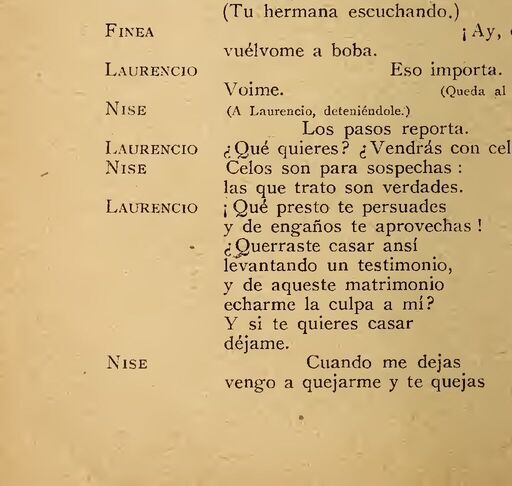 (Tu hermana escuchando.)
FINEA ¡Ay,
vuélvome a boba.
LAURENCIO Eso importa.
Voime. (Queda al
NISE (A Laurencio, deteniéndole.)
Los pasos reporta.
LAURENCIO ¿Qué quieres? ¿Vendrás con cel
NISE Celos son para sospechas :
las que trato son verdades.
LAURENCIO ¡Qué presto te persuades
y de engaños te aprovechas !
¿Querraste casar ansí
levantando un testimonio,
y de aqueste matrimonio
echarme la culpa a mí?
Y si te quieres casar
déjame.
NISE Cuando me dejas
vengo a quejarme y te quejas